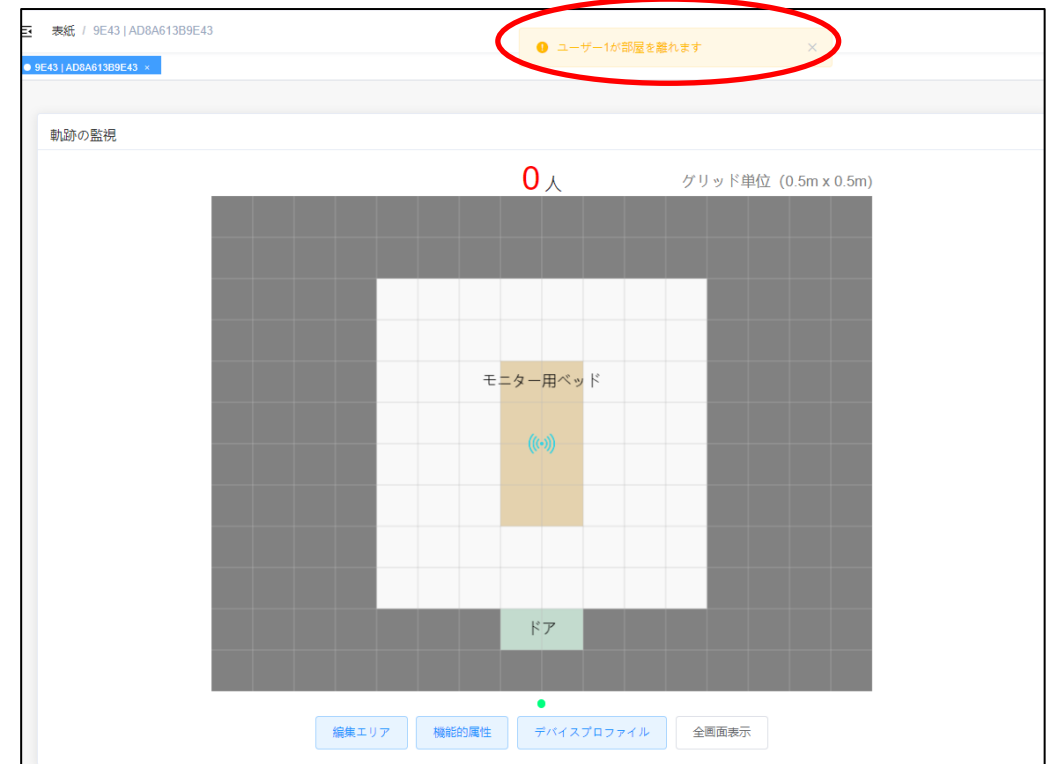 表紙 / 9E43 | AD8A613B9E43
ユーザー1が部屋を離れます ×
9E43 | AD8A613B9E43 ×
軌跡の監視
0 人 グリッド単位 (0.5m x 0.5m)
モニター用ベッド
ドア
編集エリア 機能的属性 デバイスプロファイル 全画面表示